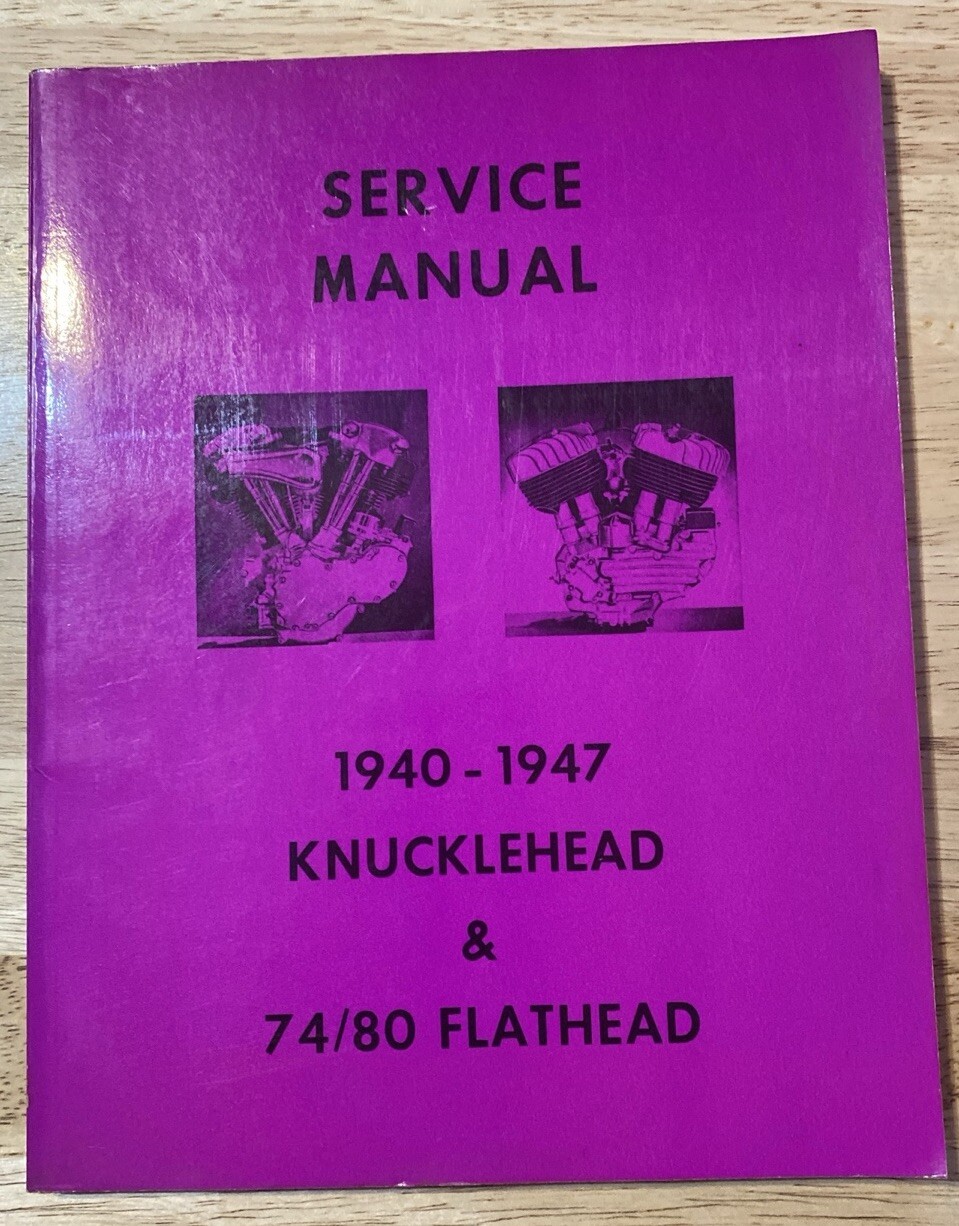 SERVICE
MANUAL
1940 - 1947
KNUCKLEHEAD
&
74/80 FLATHEAD